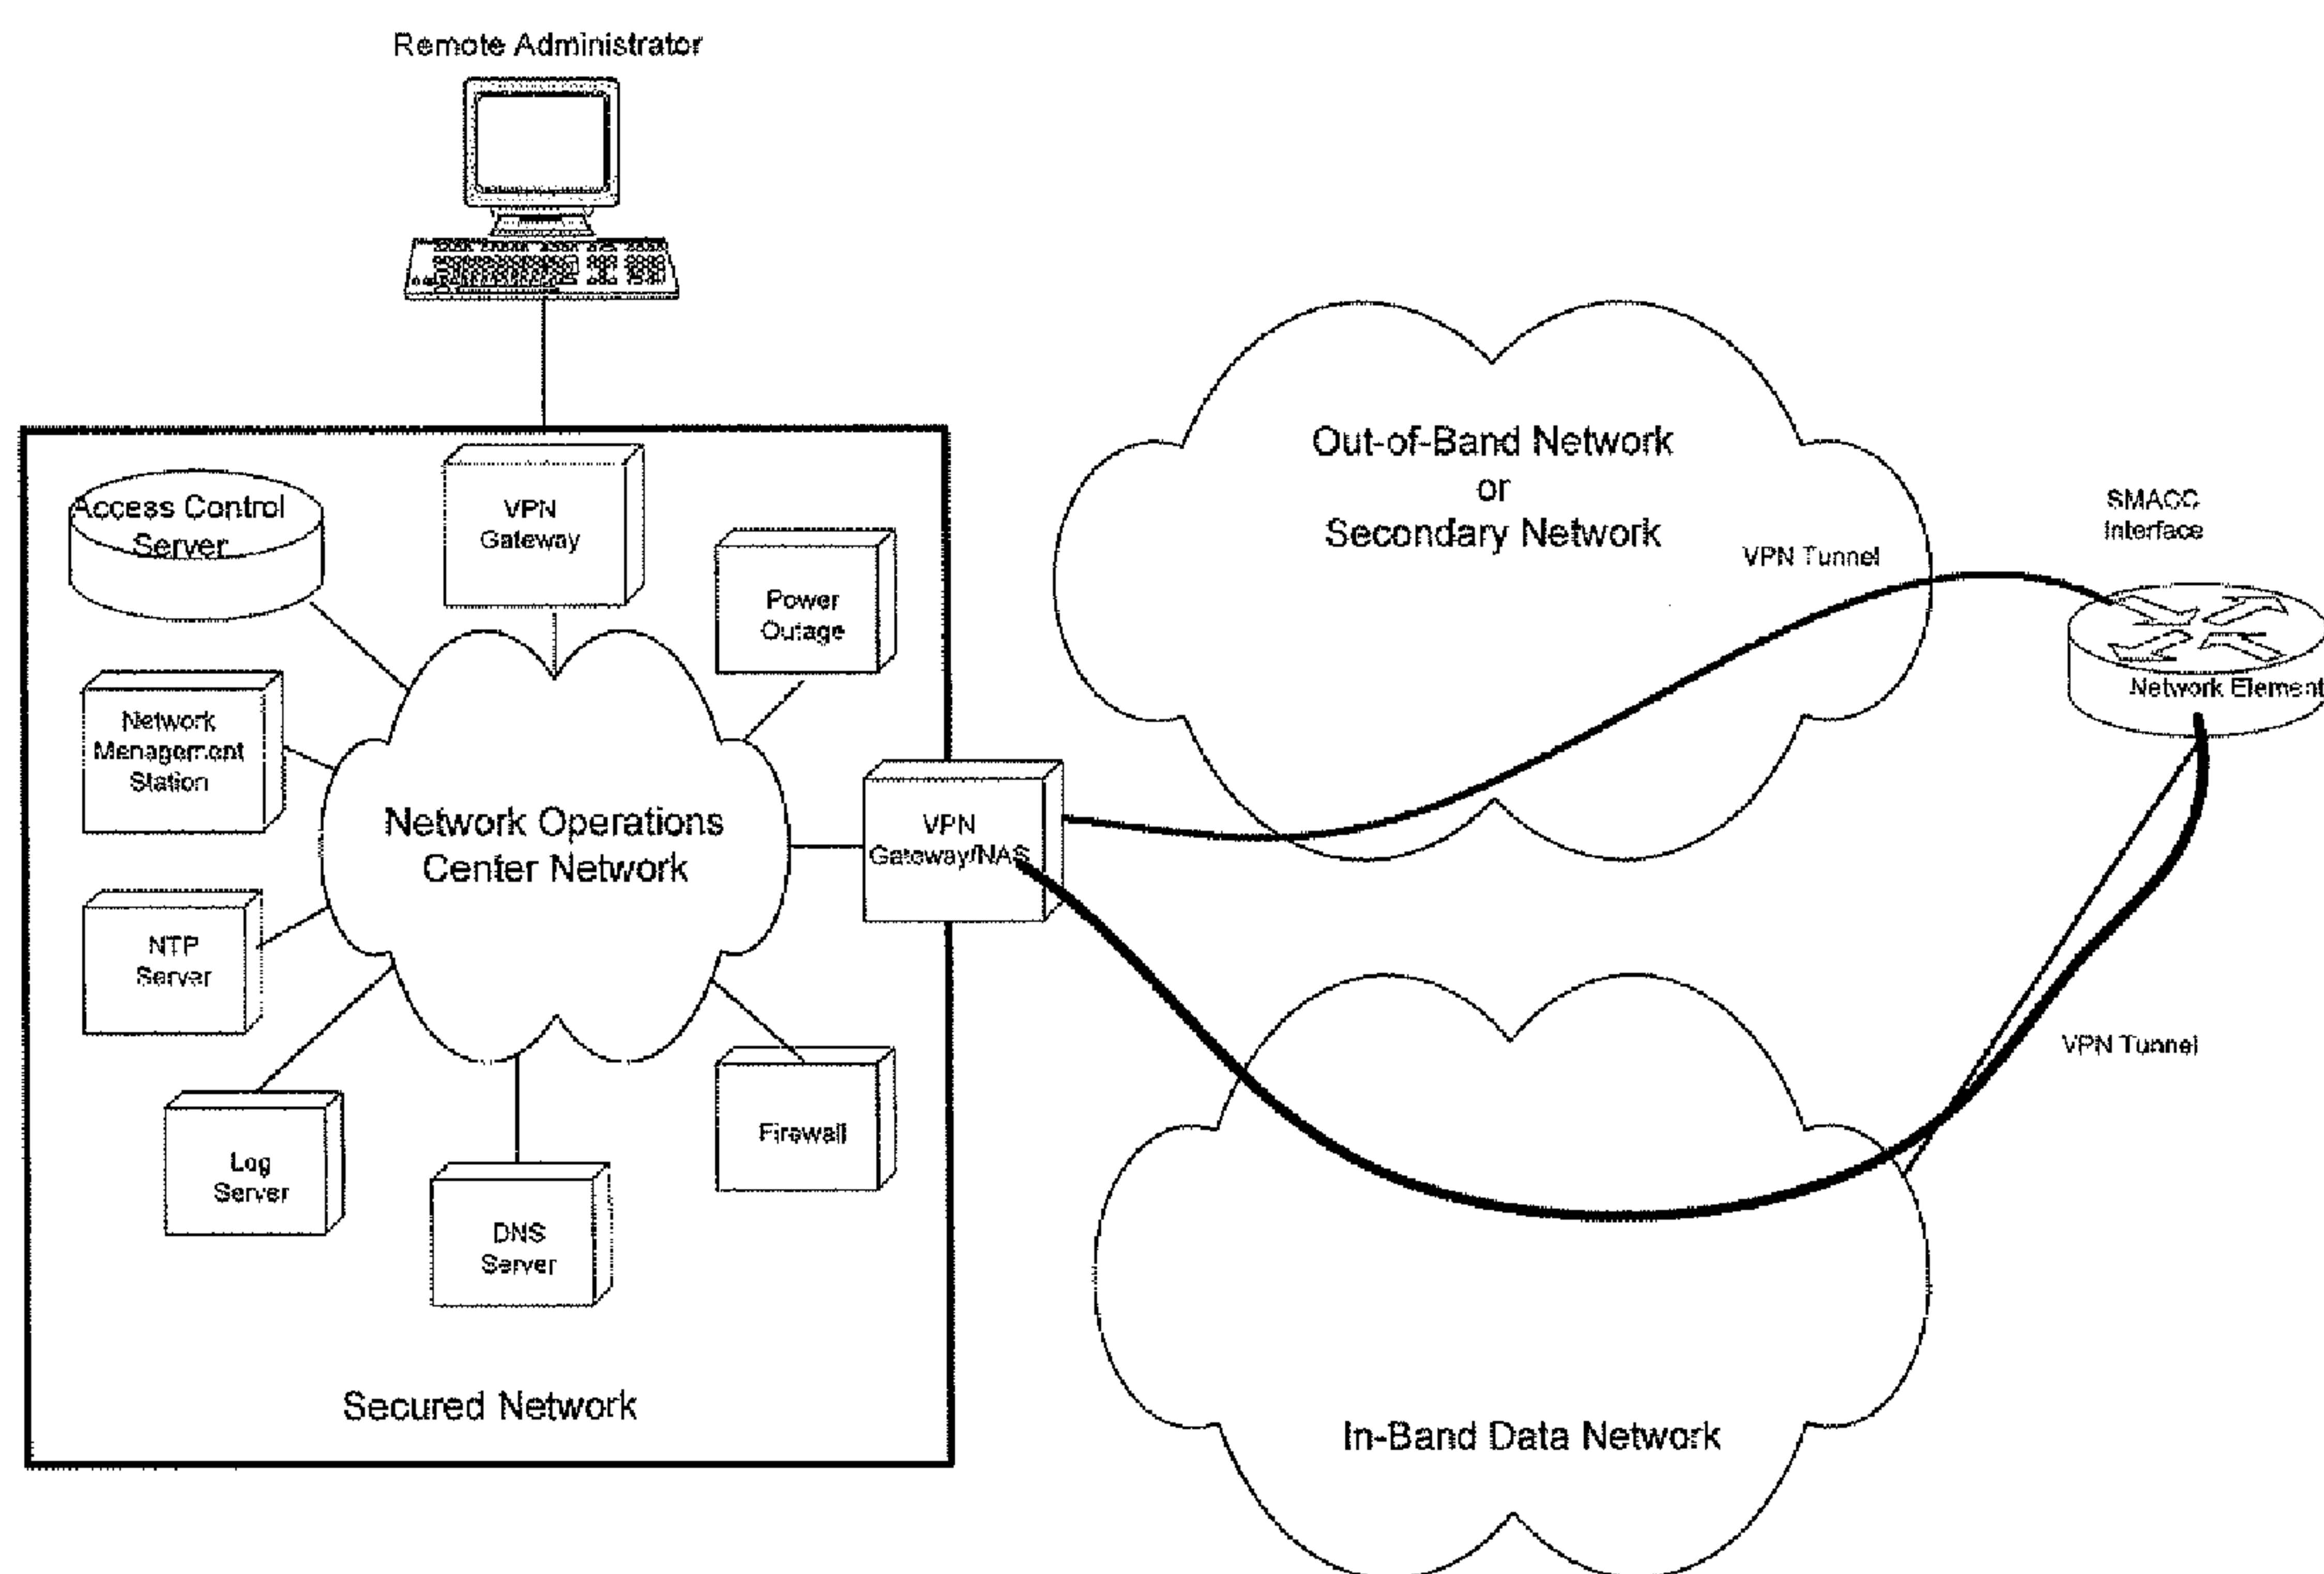 Remote Administrator
Access Control
Server
VPN
Gateway
Power
Outage
Network
Management
Station
Network Operations
Center Network
VPN
Gateway/NAS
NTP
Server
Log
Server
DNS
Server
Firewall
Secured Network
Out-of-Band Network
or
Secondary Network
VPN Tunnel
SMACC
Interface
Network Element
VPN Tunnel
In-Band Data Network